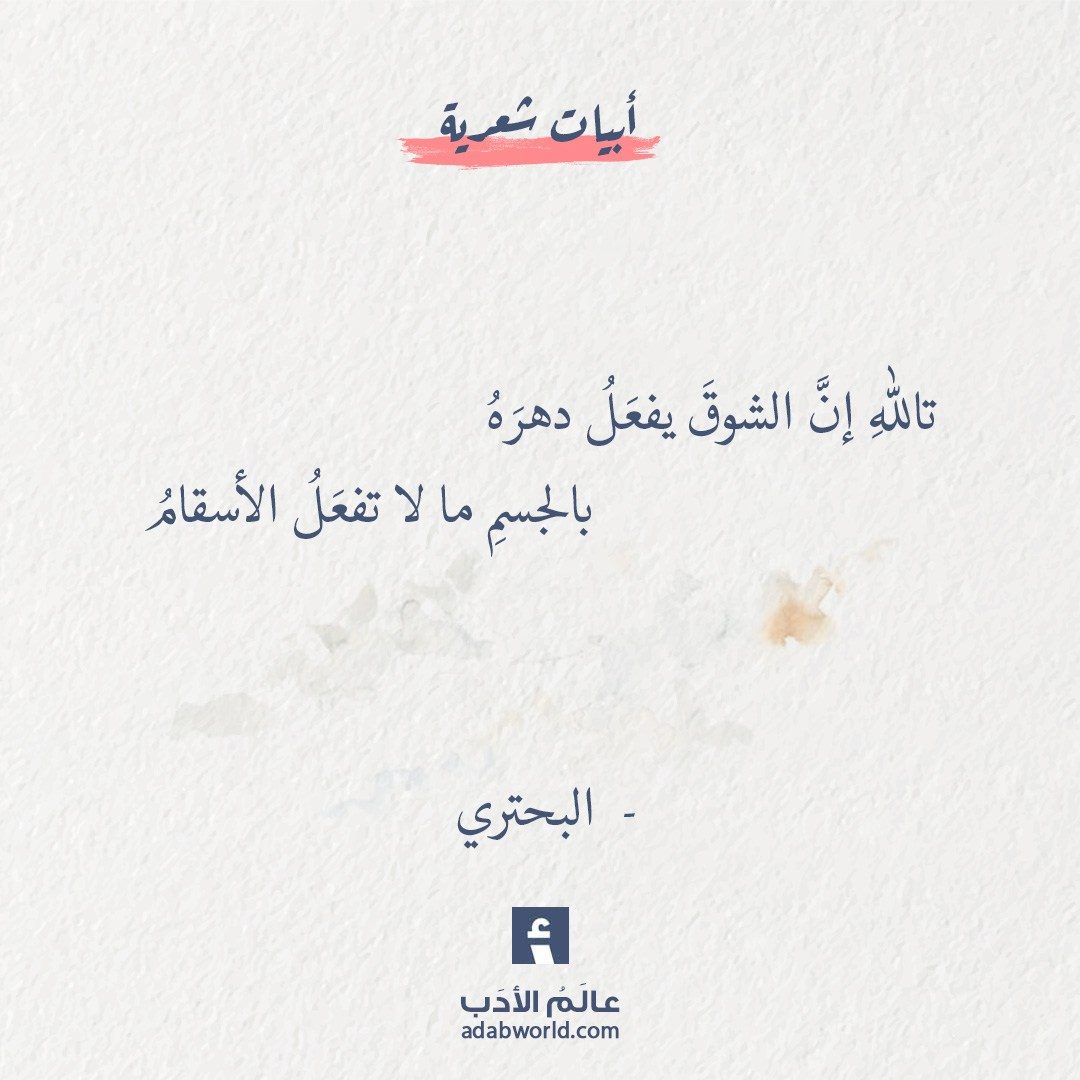 أبيات شعرية
تاللهِ إنَّ الشوقَ يفعَلُ دهرَهُ
بالجسمِ ما لا تفعَلُ الأسقامُ
- البحتري
أ
عالَمُ الأدَب
adabworld.com